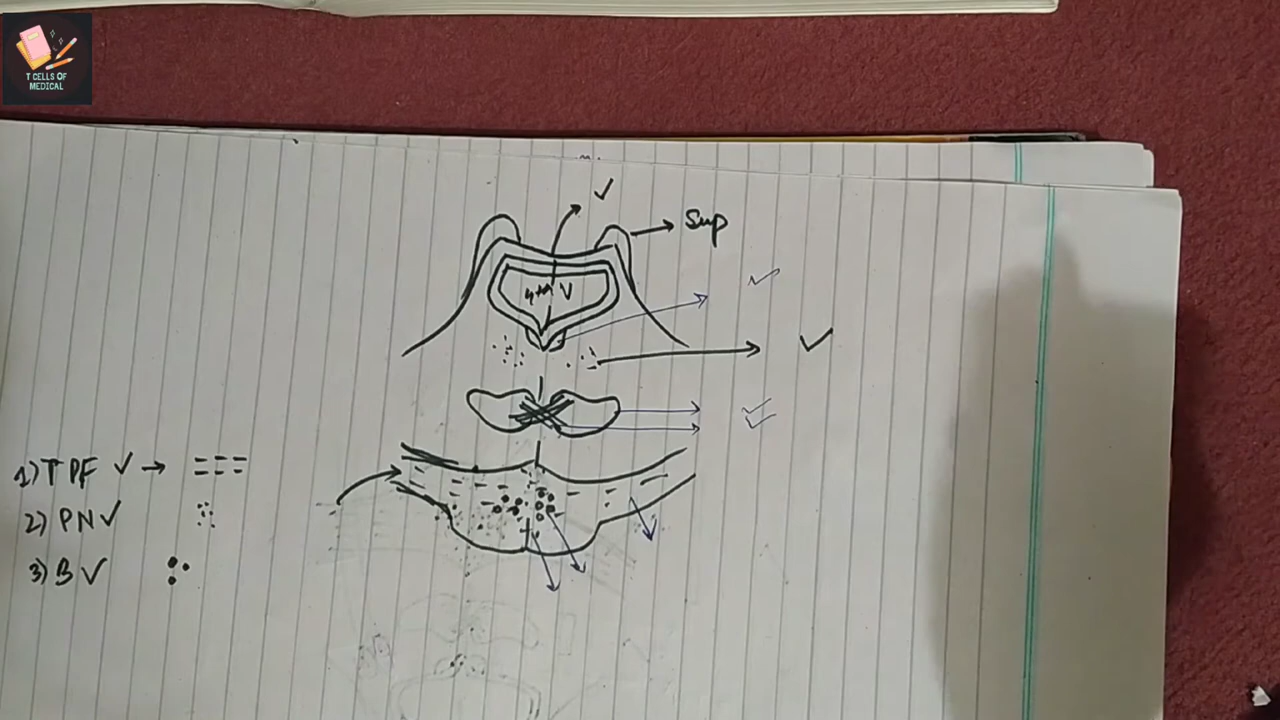 T CELLS OF
MEDICAL
Sup
4th V
1) TPF ✓ →
2) PN ✓
3) B ✓